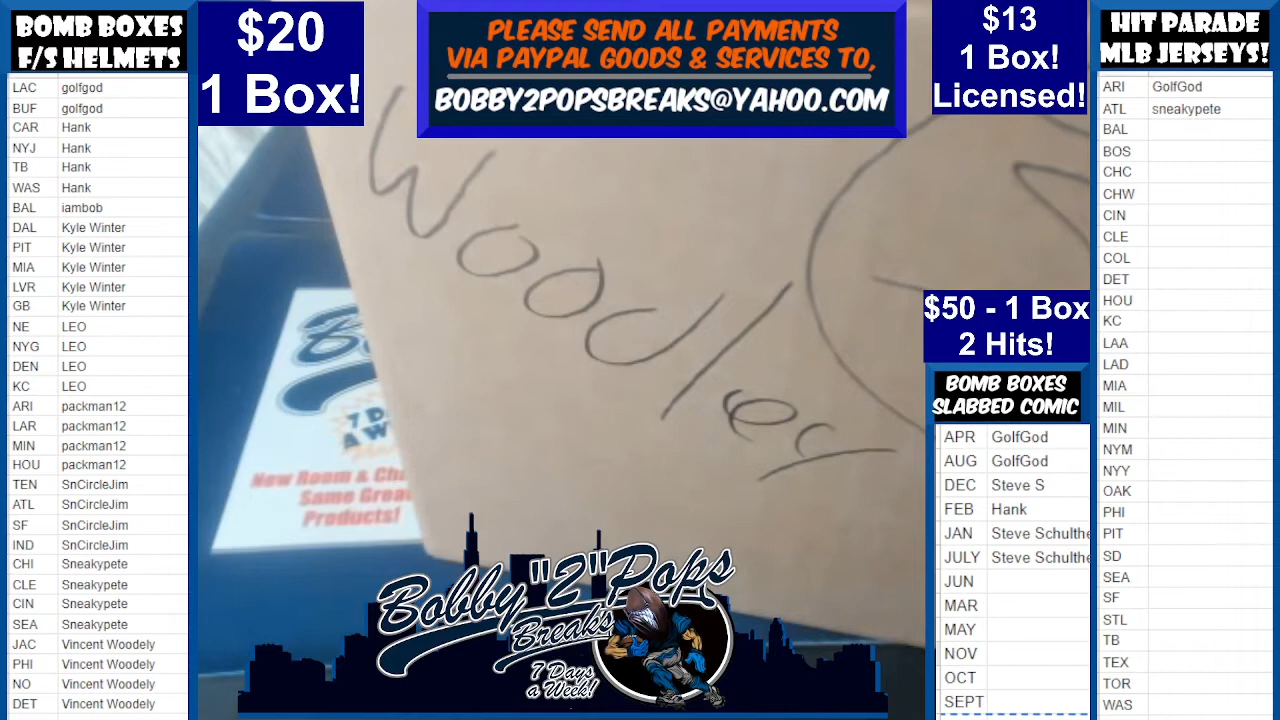 BOMB BOXES
F/S HELMETS
LAC golfgod
BUF golfgod
CAR Hank
NYJ Hank
TB Hank
WAS Hank
BAL iambob
DAL Kyle Winter
PIT Kyle Winter
MIA Kyle Winter
LVR Kyle Winter
GB Kyle Winter
NE LEO
NYG LEO
DEN LEO
KC LEO
ARI packman12
LAR packman12
MIN packman12
HOU packman12
TEN SnCircleJim
ATL SnCircleJim
SF SnCircleJim
IND SnCircleJim
CHI Sneakypete
CLE Sneakypete
CIN Sneakypete
SEA Sneakypete
JAC Vincent Woodely
PHI Vincent Woodely
NO Vincent Woodely
DET Vincent Woodely
$20
1 Box!
PLEASE SEND ALL PAYMENTS
VIA PAYPAL GOODS & SERVICES TO,
BOBBY2POPSBREAKS@YAHOO.COM
Woodley
New Room & Cha
Same Great
Products!
Bobby "2" Pops
Breaks
7 Days
a Week!
$13
1 Box!
Licensed!
$50 - 1 Box
2 Hits!
BOMB BOXES
SLABBED COMIC
APR GolfGod
AUG GolfGod
DEC Steve S
FEB Hank
JAN Steve Schulthe
JULY Steve Schulthe
JUN
MAR
MAY
NOV
OCT
SEPT
HIT PARADE
MLB JERSEYS!
ARI GolfGod
ATL sneakypete
BAL
BOS
CHC
CHW
CIN
CLE
COL
DET
HOU
KC
LAA
LAD
MIA
MIL
MIN
NYM
NYY
OAK
PHI
PIT
SD
SEA
SF
STL
TB
TEX
TOR
WAS